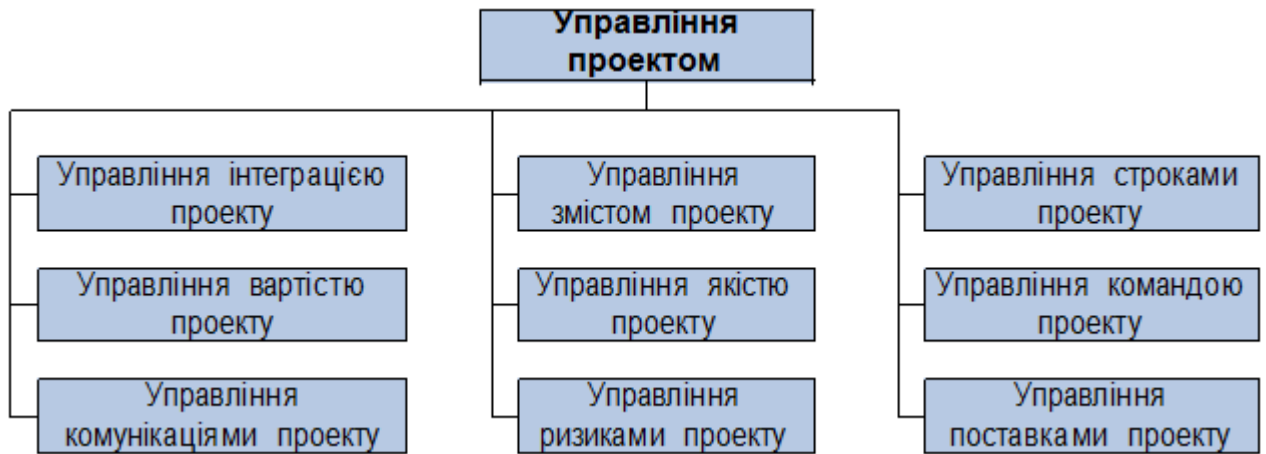 Управління
проектом
Управління інтеграцією
проекту
Управління
змістом проекту
Управління строками
проекту
Управління вартістю
проекту
Управління якістю
проекту
Управління командою
проекту
Управління
комунікаціями проекту
Управління
ризиками проекту
Управління
поставками проекту